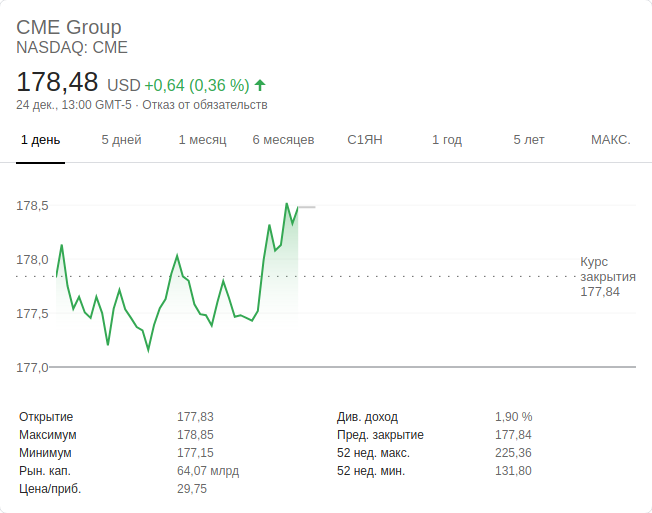 CME Group
NASDAQ: CME
178,48 USD +0,64 (0,36 %)
24 дек., 13:00 GMT-5 · Отказ от обязательств
1 день 5 дней 1 месяц 6 месяцев С1ЯН 1 год 5 лет МАКС.
178,5
178,0
177,5
177,0
Курс
закрытия
177,84
Открытие 177,83 Див. доход 1,90 %
Максимум 178,85 Пред. закрытие 177,84
Минимум 177,15 52 нед. макс. 225,36
Рын. кап. 64,07 млрд 52 нед. мин. 131,80
Цена/приб. 29,75